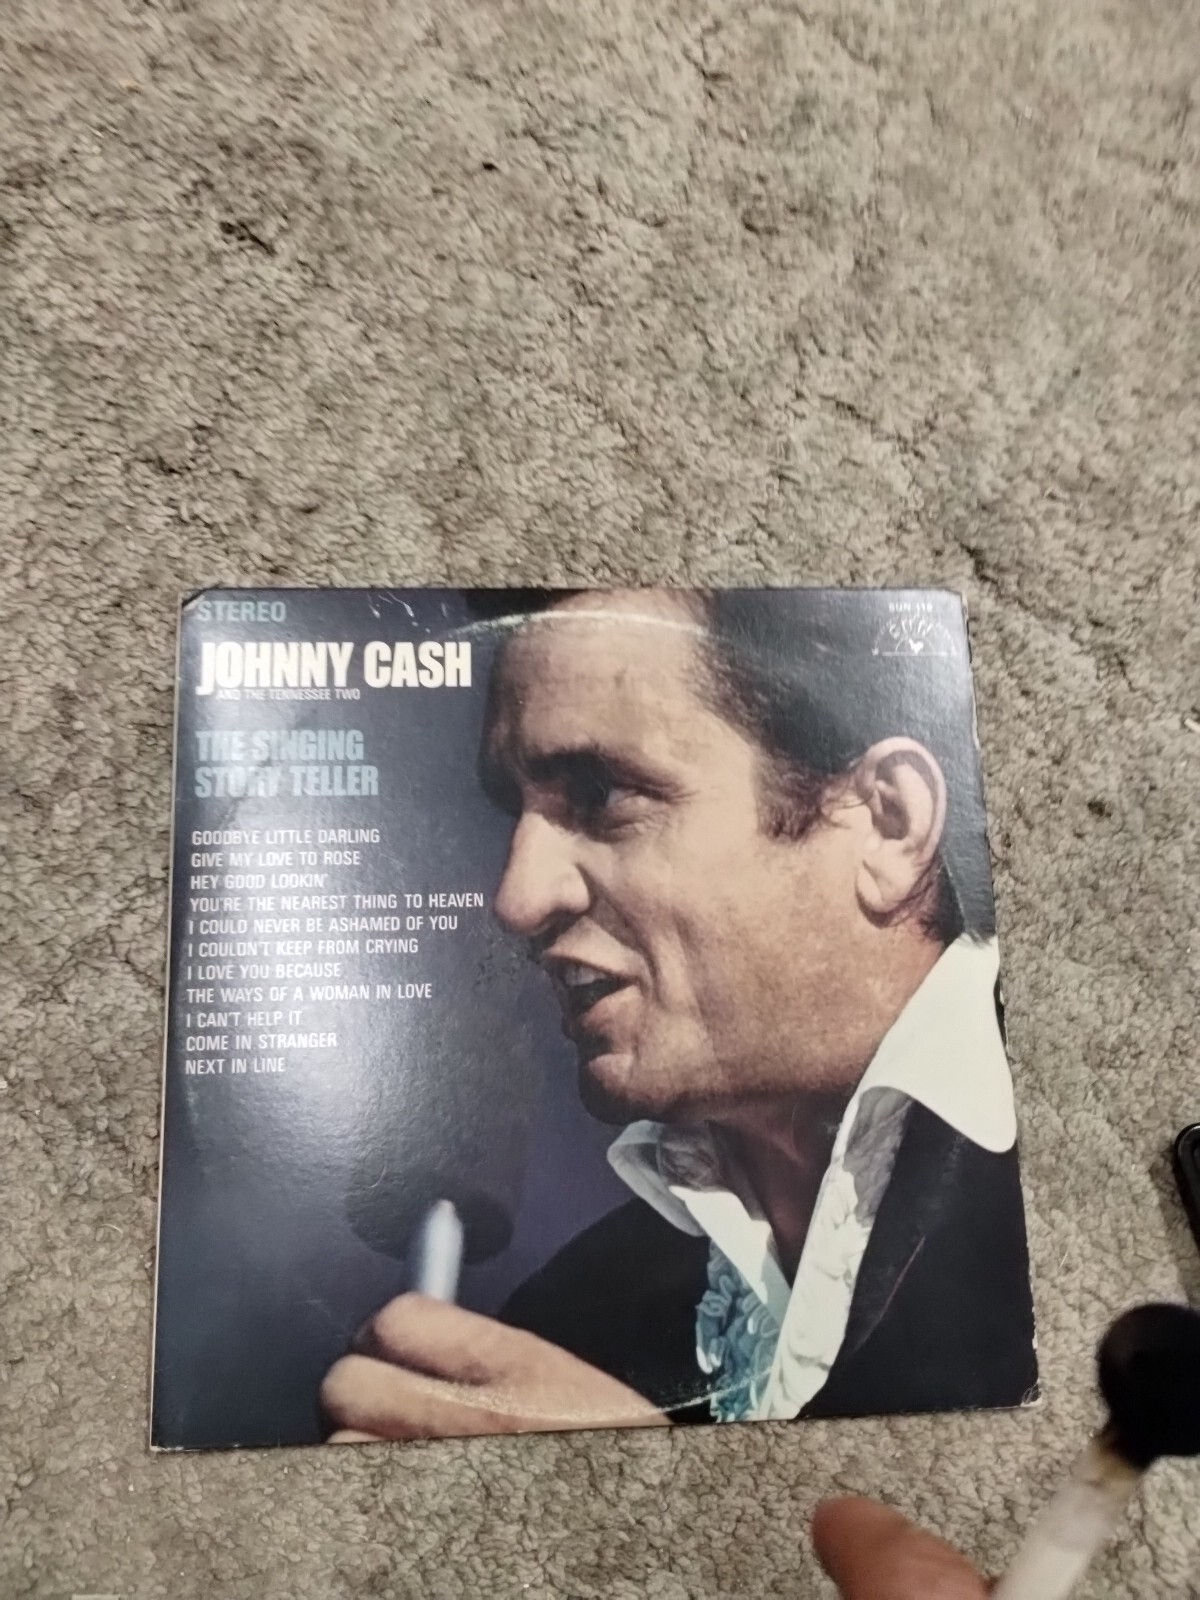 STEREO
SUN 115
JOHNNY CASH
AND THE TENNESSEE TWO
THE SINGING
STORY TELLER
GOODBYE LITTLE DARLING
GIVE MY LOVE TO ROSE
HEY GOOD LOOKIN'
YOU'RE THE NEAREST THING TO HEAVEN
I COULD NEVER BE ASHAMED OF YOU
I COULDN'T KEEP FROM CRYING
I LOVE YOU BECAUSE
THE WAYS OF A WOMAN IN LOVE
I CAN'T HELP IT
COME IN STRANGER
NEXT IN LINE